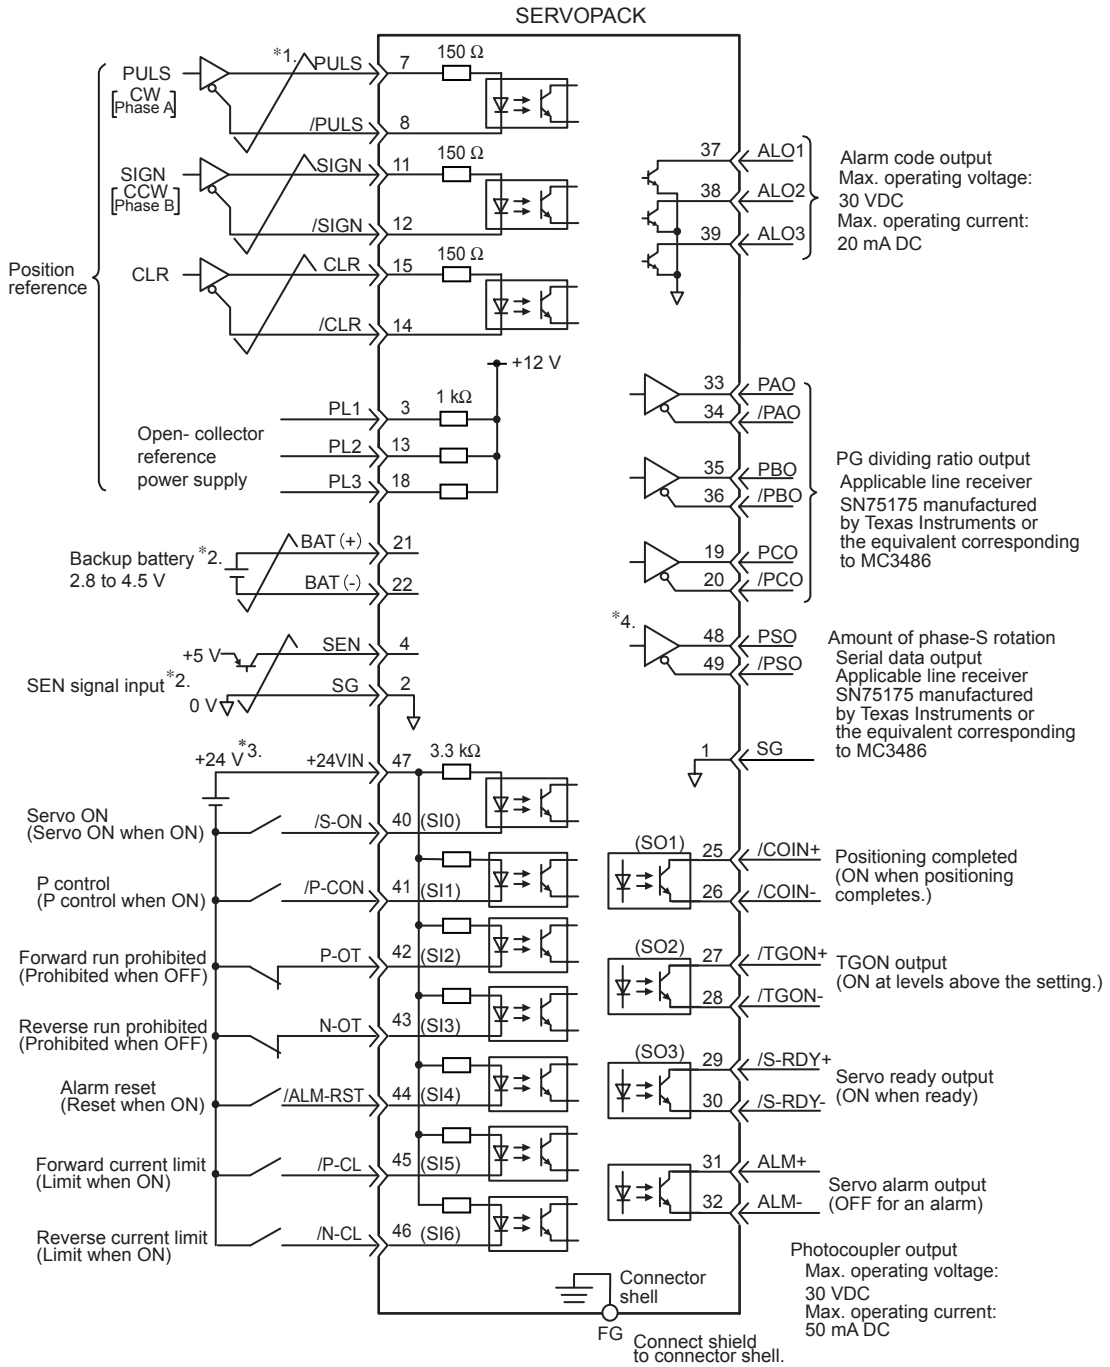 SERVOPACK
Position
reference
PULS
[CW
Phase A]
*1.
PULS
7
150 Ω
/PULS
8
SIGN
[CCW
Phase B]
SIGN
11
150 Ω
/SIGN
12
CLR
CLR
15
150 Ω
/CLR
14
+12 V
Open- collector
reference
power supply
PL1
3
1 kΩ
PL2
13
PL3
18
Backup battery *2.
2.8 to 4.5 V
BAT (+)
21
BAT (-)
22
SEN signal input *2.
+5 V
0 V
SEN
4
SG
2
+24 V *3.
+24VIN
47
3.3 kΩ
Servo ON
(Servo ON when ON)
/S-ON
40 (SI0)
P control
(P control when ON)
/P-CON
41 (SI1)
Forward run prohibited
(Prohibited when OFF)
P-OT
42 (SI2)
Reverse run prohibited
(Prohibited when OFF)
N-OT
43 (SI3)
Alarm reset
(Reset when ON)
/ALM-RST
44 (SI4)
Forward current limit
(Limit when ON)
/P-CL
45 (SI5)
Reverse current limit
(Limit when ON)
/N-CL
46 (SI6)
37 ALO1
38 ALO2
39 ALO3
Alarm code output
Max. operating voltage:
30 VDC
Max. operating current:
20 mA DC
33 PAO
34 /PAO
35 PBO
36 /PBO
19 PCO
20 /PCO
PG dividing ratio output
Applicable line receiver
SN75175 manufactured
by Texas Instruments or
the equivalent corresponding
to MC3486
*4.
48 PSO
49 /PSO
Amount of phase-S rotation
Serial data output
Applicable line receiver
SN75175 manufactured
by Texas Instruments or
the equivalent corresponding
to MC3486
1 SG
(SO1)
25 /COIN+
26 /COIN-
Positioning completed
(ON when positioning
completes.)
(SO2)
27 /TGON+
28 /TGON-
TGON output
(ON at levels above the setting.)
(SO3)
29 /S-RDY+
30 /S-RDY-
Servo ready output
(ON when ready)
31 ALM+
32 ALM-
Servo alarm output
(OFF for an alarm)
Photocoupler output
Max. operating voltage:
30 VDC
Max. operating current:
50 mA DC
Connector
shell
FG
Connect shield
to connector shell.